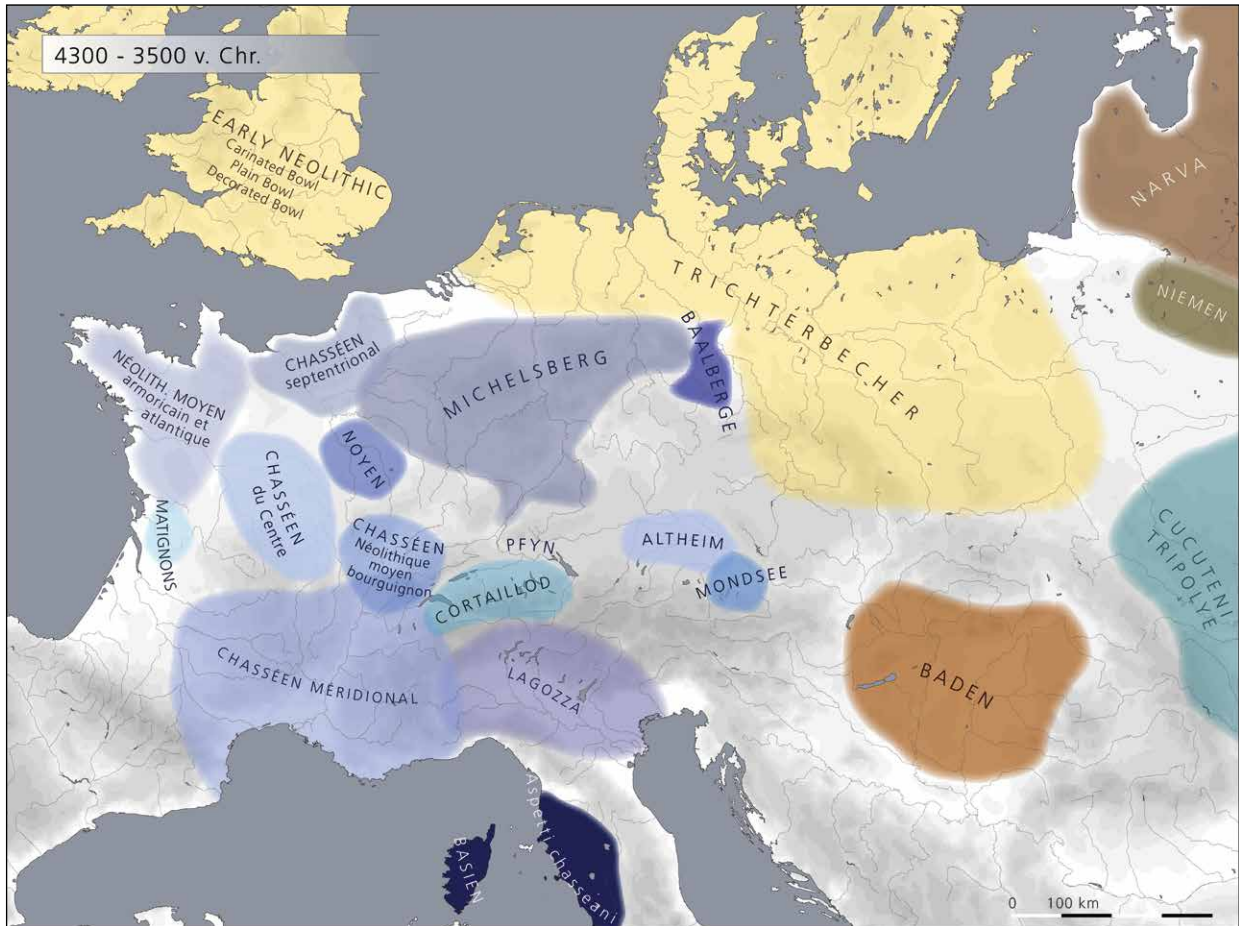 4300 - 3500 v. Chr.
EARLY NEOLITHIC
Carinated Bowl
Plain Bowl
Decorated Bowl
NARVA
NIEMEN
TRICHTERBECHER
BAALBERGE
MICHELSBERG
CHASSÉEN
septentrional
NÉOLITH. MOYEN
armoricain et
atlantique
NOYEN
CHASSÉEN
du Centre
MATIGNONS
CHASSÉEN
Néolithique
moyen
bourguignon
PFYN
CORTAILLOD
ALTHEIM
MONDSEE
CUCUTENI
TRIPOLYE
BADEN
CHASSÉEN MÉRIDIONAL
LAGOZZA
Aspetti chasseani
BASIEN
0 100 km